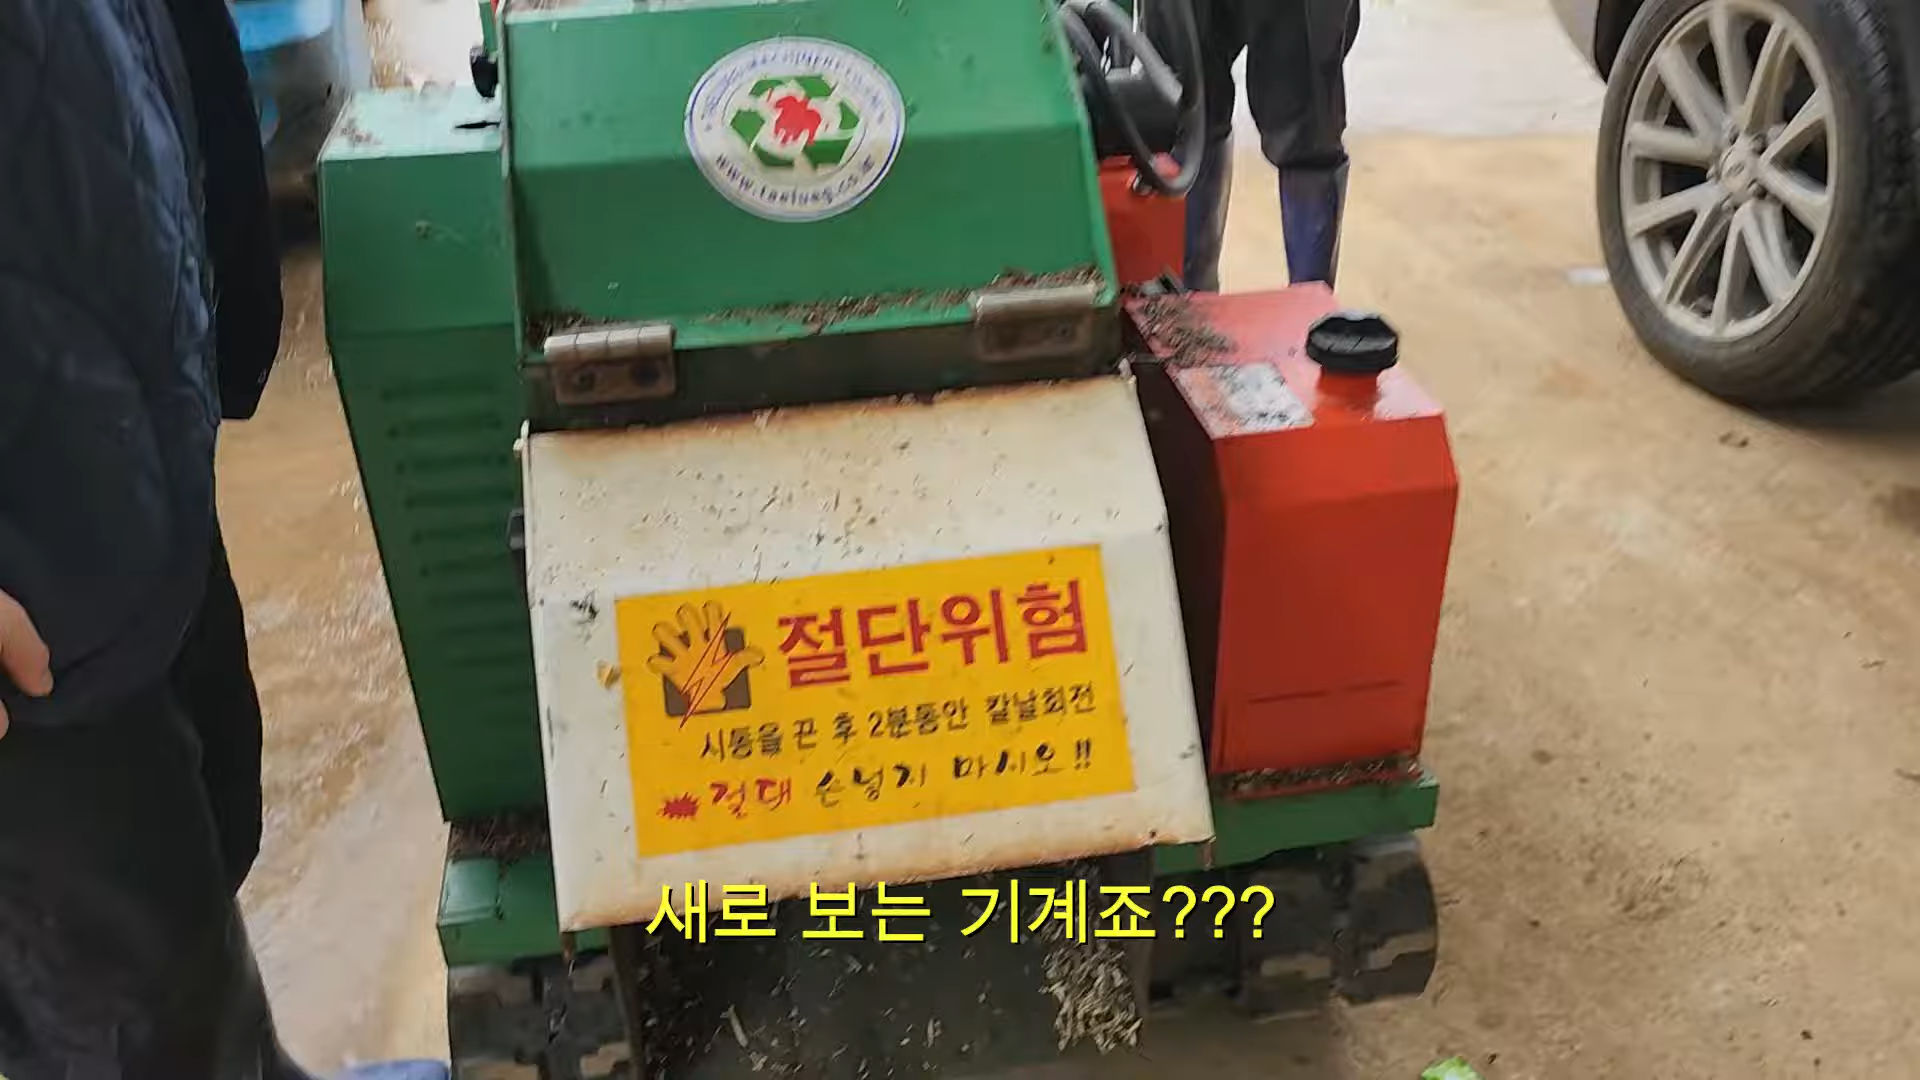 절단위험
시동을 끈 후 2분동안 칼날회전
절대 손넣지 마시오!!
새로 보는 기계죠???